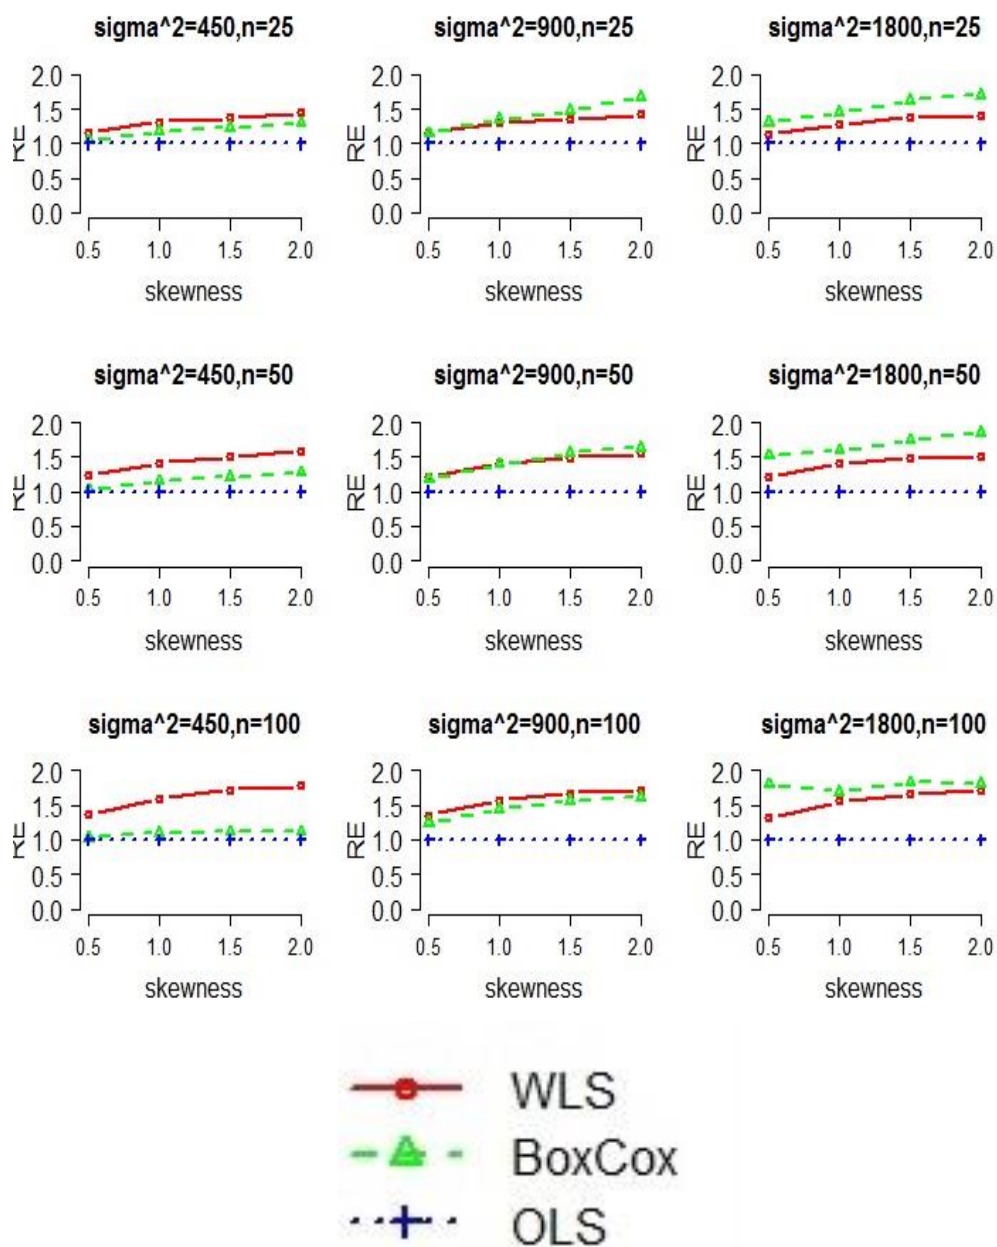 sigma^2=450,n=25
sigma^2=900,n=25
sigma^2=1800,n=25
2.0
1.5
1.0
0.5
0.0
RE
0.5 1.0 1.5 2.0
skewness
2.0
1.5
1.0
0.5
0.0
RE
0.5 1.0 1.5 2.0
skewness
2.0
1.5
1.0
0.5
0.0
RE
0.5 1.0 1.5 2.0
skewness
sigma^2=450,n=50
sigma^2=900,n=50
sigma^2=1800,n=50
2.0
1.5
1.0
0.5
0.0
RE
0.5 1.0 1.5 2.0
skewness
2.0
1.5
1.0
0.5
0.0
RE
0.5 1.0 1.5 2.0
skewness
2.0
1.5
1.0
0.5
0.0
RE
0.5 1.0 1.5 2.0
skewness
sigma^2=450,n=100
sigma^2=900,n=100
sigma^2=1800,n=100
2.0
1.5
1.0
0.5
0.0
RE
0.5 1.0 1.5 2.0
skewness
2.0
1.5
1.0
0.5
0.0
RE
0.5 1.0 1.5 2.0
skewness
2.0
1.5
1.0
0.5
0.0
RE
0.5 1.0 1.5 2.0
skewness
WLS
BoxCox
OLS